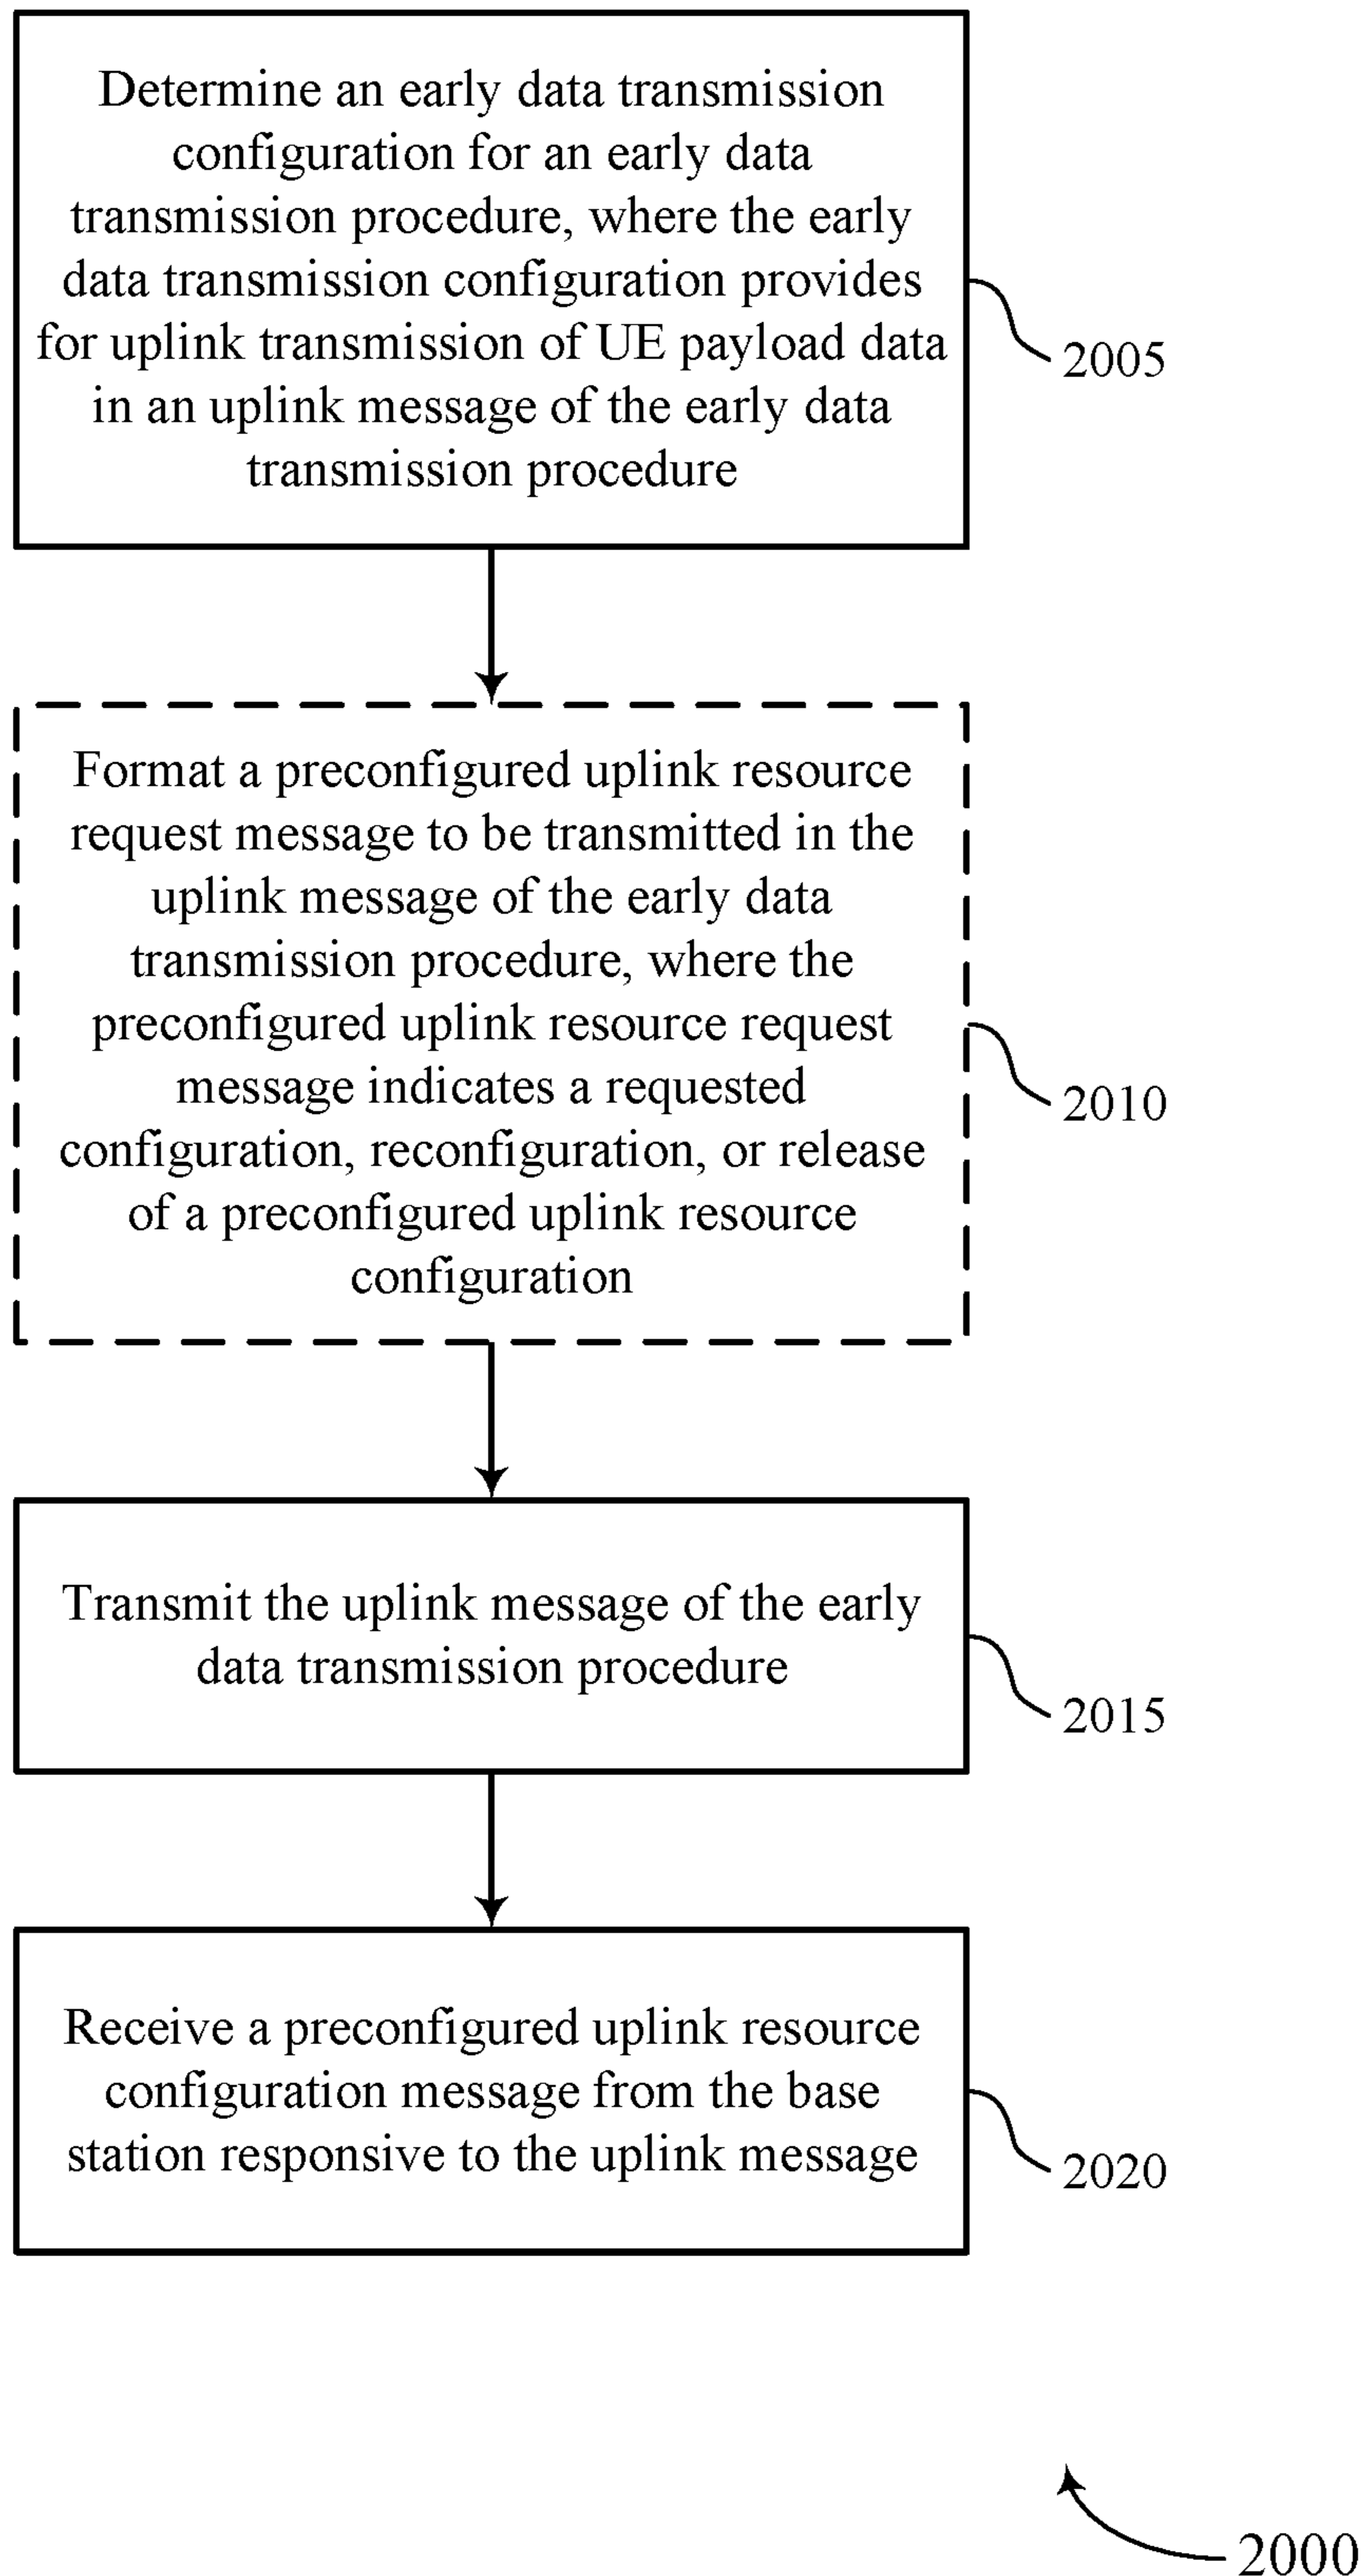 Determine an early data transmission
configuration for an early data
transmission procedure, where the early
data transmission configuration provides
for uplink transmission of UE payload data
in an uplink message of the early data
transmission procedure
2005
Format a preconfigured uplink resource
request message to be transmitted in the
uplink message of the early data
transmission procedure, where the
preconfigured uplink resource request
message indicates a requested
configuration, reconfiguration, or release
of a preconfigured uplink resource
configuration
2010
Transmit the uplink message of the early
data transmission procedure
2015
Receive a preconfigured uplink resource
configuration message from the base
station responsive to the uplink message
2020
2000